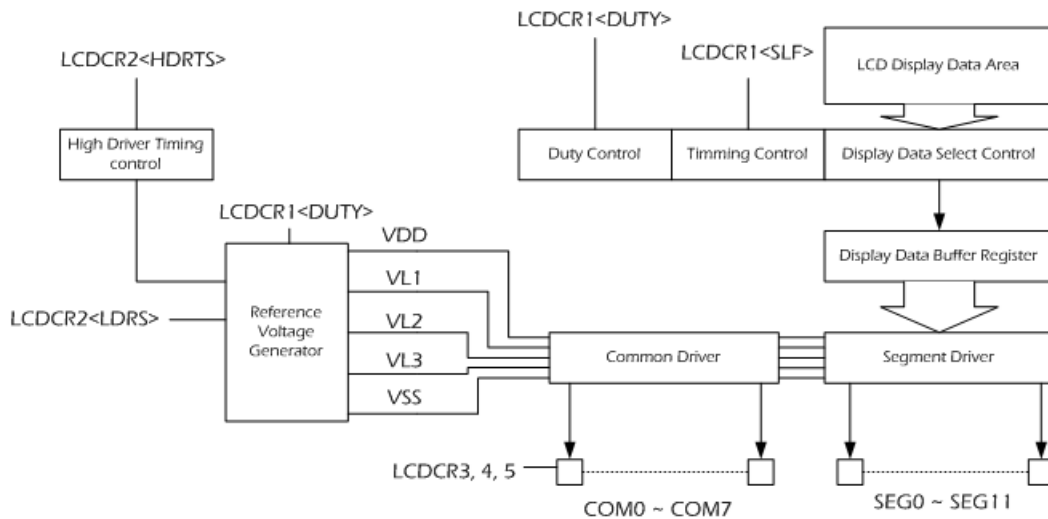 LCDCR1<DUTY>
LCDCR2<HDRTS>
LCDCR1<SLF>
LCD Display Data Area
High Driver Timing
control
Duty Control
Timming Control
Display Data Select Control
LCDCR1<DUTY>
VDD
Display Data Buffer Register
VL1
LCDCR2<LDRS>
Reference
Voltage
Generator
VL2
Common Driver
Segment Driver
VL3
VSS
LCDCR3, 4, 5
COM0 ~ COM7
SEG0 ~ SEG11